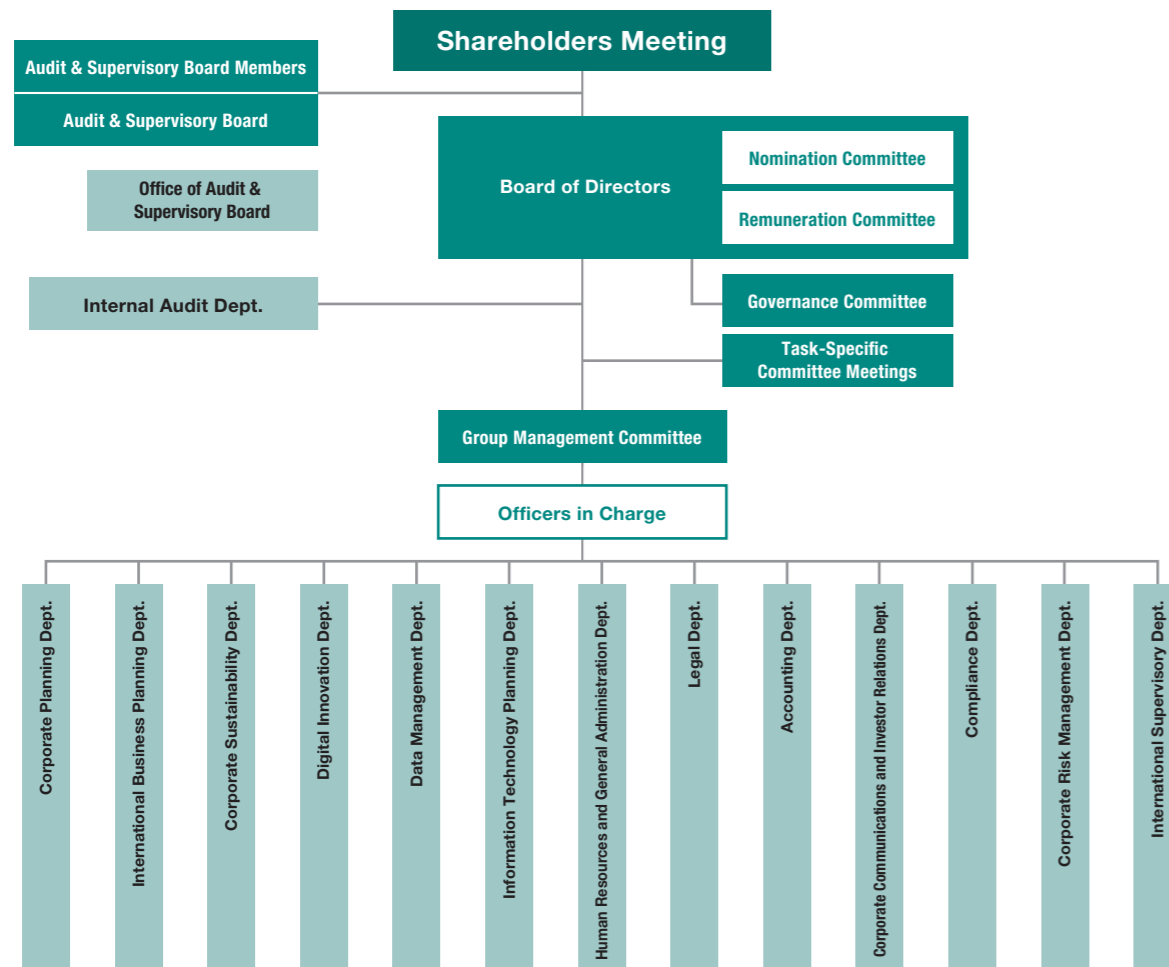 Shareholders Meeting
Audit & Supervisory Board Members
Audit & Supervisory Board
Office of Audit &
Supervisory Board
Board of Directors
Nomination Committee
Remuneration Committee
Internal Audit Dept.
Governance Committee
Task-Specific
Committee Meetings
Group Management Committee
Officers in Charge
Corporate Planning Dept.
International Business Planning Dept.
Corporate Sustainability Dept.
Digital Innovation Dept.
Data Management Dept.
Information Technology Planning Dept.
Human Resources and General Administration Dept.
Legal Dept.
Accounting Dept.
Corporate Communications and Investor Relations Dept.
Compliance Dept.
Corporate Risk Management Dept.
International Supervisory Dept.